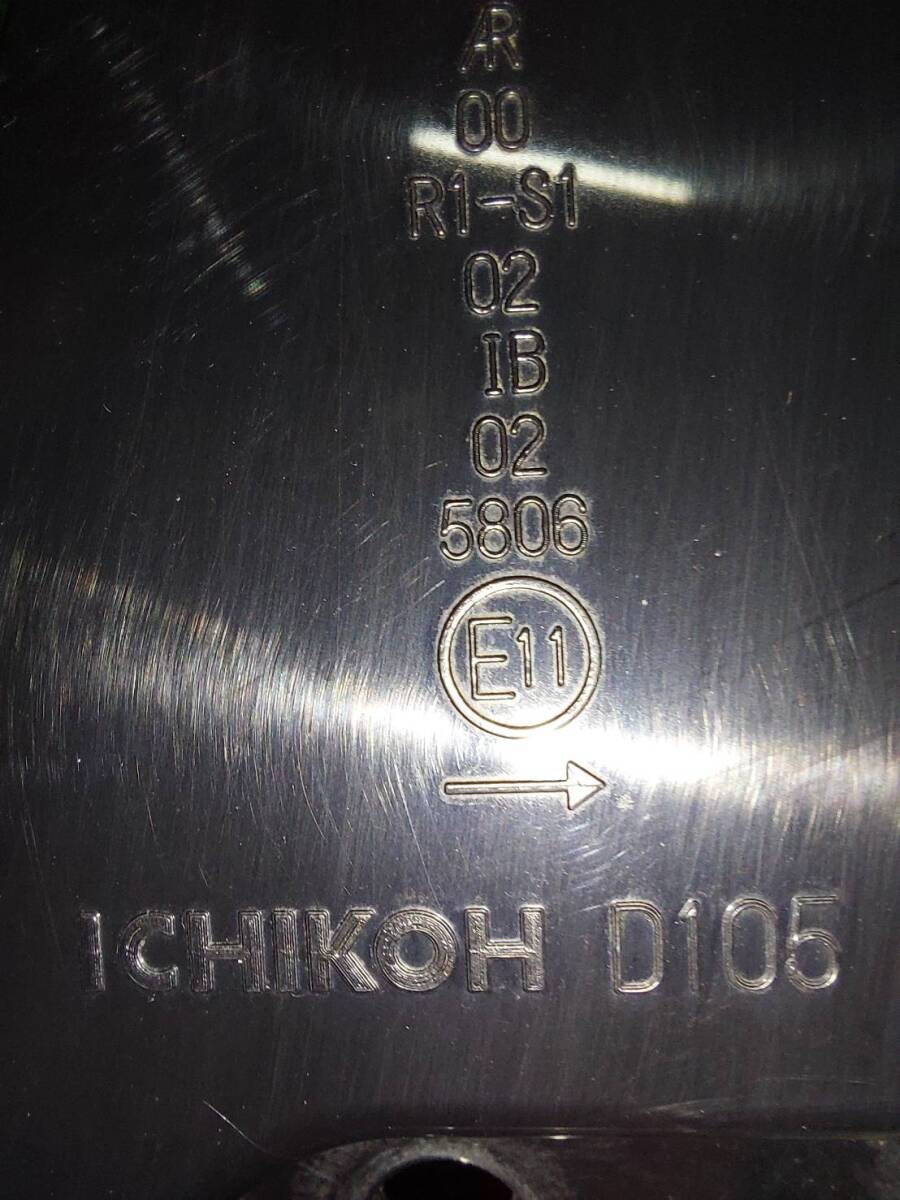 AR
00
R1-S1
02
IB
02
5806
E11
→
ICHIKOH D105